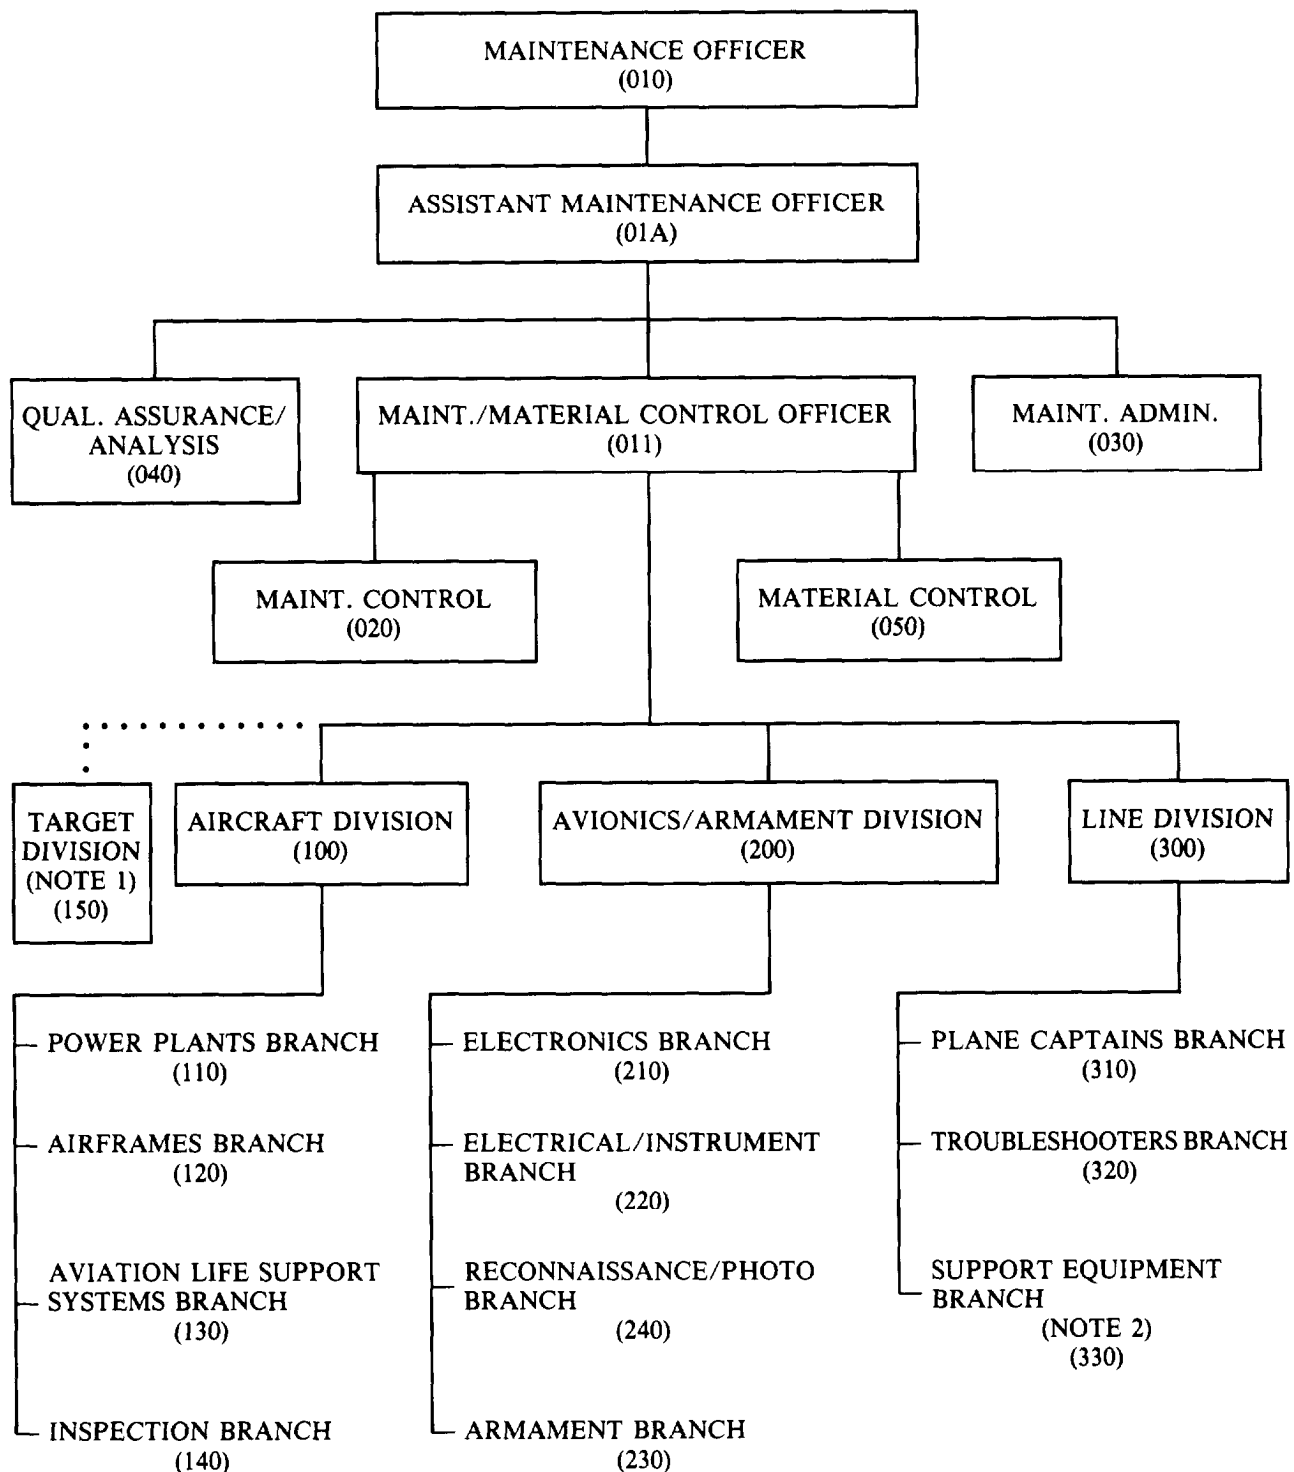 MAINTENANCE OFFICER
(010)
ASSISTANT MAINTENANCE OFFICER
(01A)
QUAL. ASSURANCE/
ANALYSIS
(040)
MAINT./MATERIAL CONTROL OFFICER
(011)
MAINT. ADMIN.
(030)
MAINT. CONTROL
(020)
MATERIAL CONTROL
(050)
TARGET
DIVISION
(NOTE 1)
(150)
AIRCRAFT DIVISION
(100)
AVIONICS/ARMAMENT DIVISION
(200)
LINE DIVISION
(300)
POWER PLANTS BRANCH
(110)
AIRFRAMES BRANCH
(120)
AVIATION LIFE SUPPORT
SYSTEMS BRANCH
(130)
INSPECTION BRANCH
(140)
ELECTRONICS BRANCH
(210)
ELECTRICAL/INSTRUMENT
BRANCH
(220)
RECONNAISSANCE/PHOTO
BRANCH
(240)
ARMAMENT BRANCH
(230)
PLANE CAPTAINS BRANCH
(310)
TROUBLESHOOTERS BRANCH
(320)
SUPPORT EQUIPMENT
BRANCH
(NOTE 2)
(330)